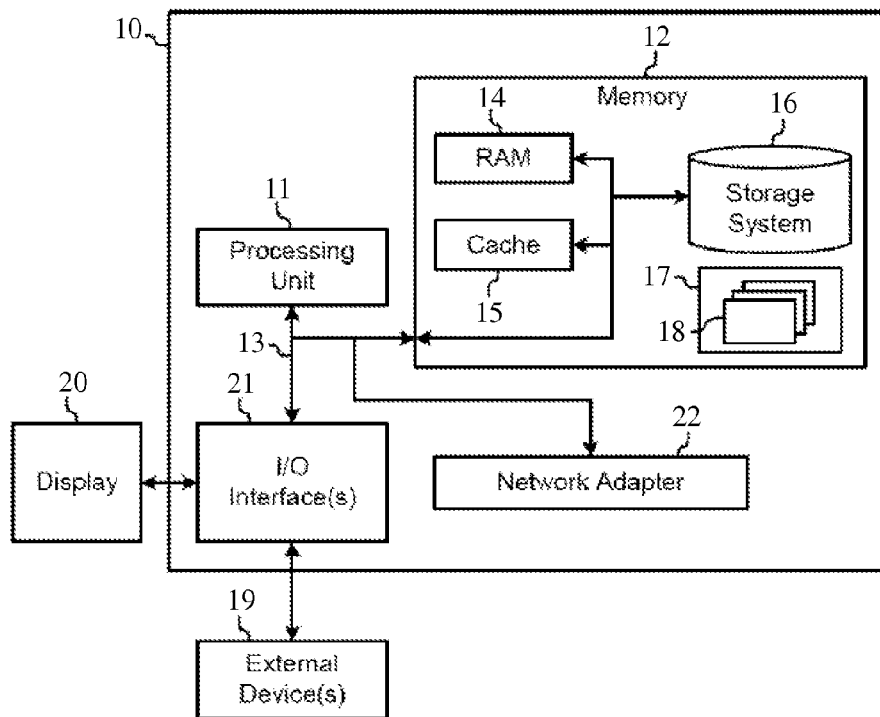 10
12
Memory
14
RAM
16
Storage
System
11
Processing
Unit
Cache
15
17
18
13
20
21
22
Display
I/O
Interface(s)
Network Adapter
19
External
Device(s)